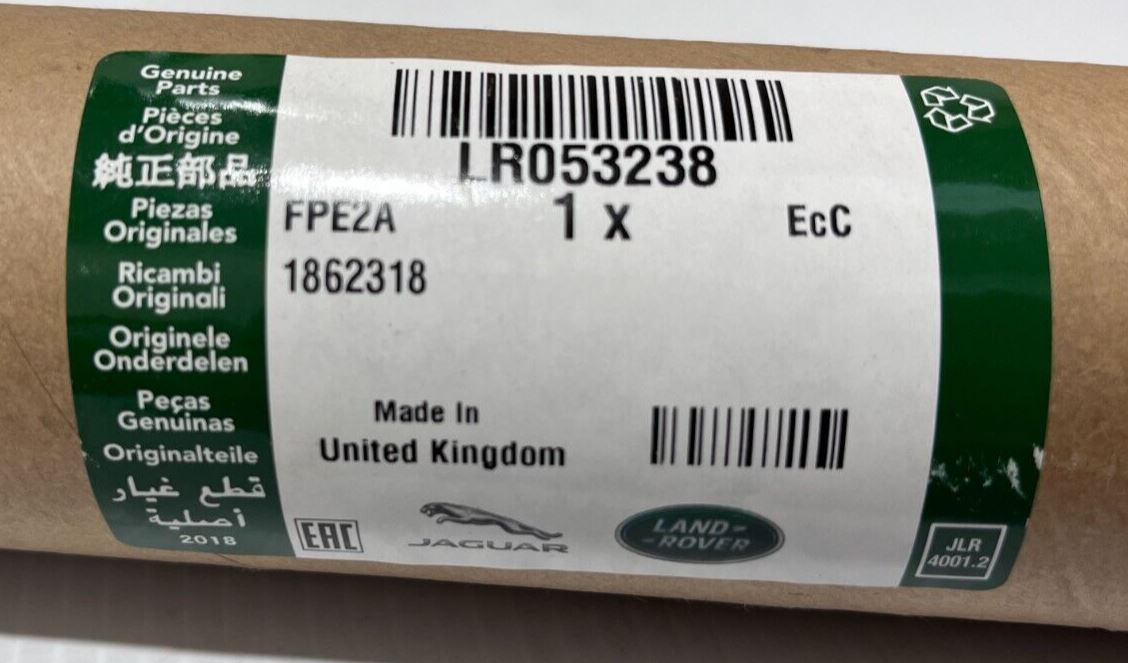 Genuine
Parts
Pièces
d'Origine
純正部品
Piezas
Originales
Ricambi
Originali
Originele
Onderdelen
Peças
Genuinas
Originalteile
قطع غيار
أصلية
2018
LR053238
FPE2A
1 x
EcC
1862318
Made In
United Kingdom
EAC
JAGUAR
LAND-
-ROVER
JLR
4001.2